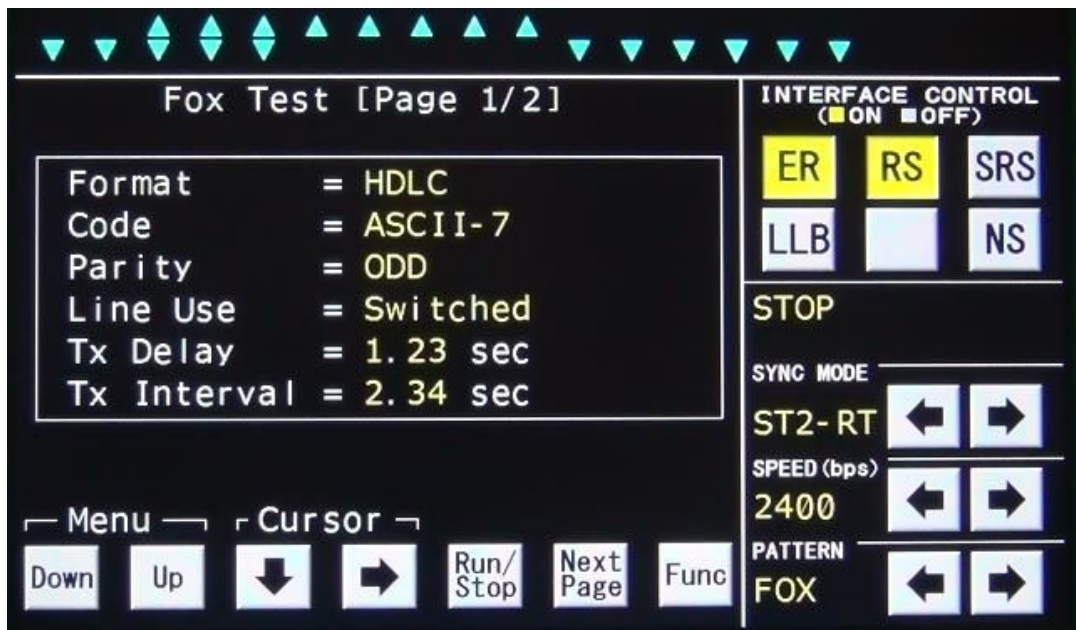 Fox Test [Page 1/2]
Format = HDLC
Code = ASCII-7
Parity = ODD
Line Use = Switched
Tx Delay = 1.23 sec
Tx Interval = 2.34 sec
Menu Cursor
Down Up Run/Stop Next Page Func
INTERFACE CONTROL
(ON OFF)
ER RS SRS
LLB NS
STOP
SYNC MODE
ST2-RT
SPEED(bps)
2400
PATTERN
FOX